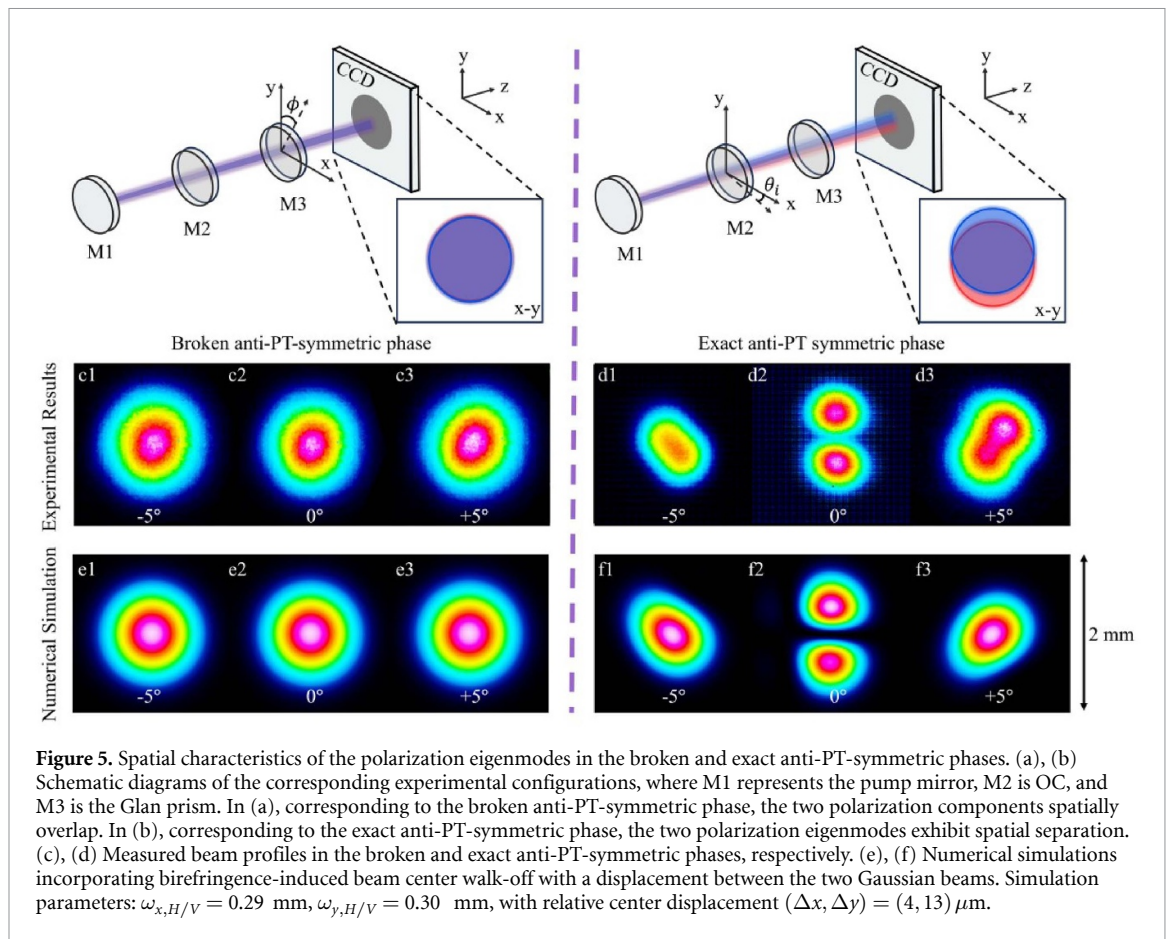 CCD
y
z
x
y
ϕ
x
M1
M2
M3
x-y
CCD
y
z
x
y
x
θᵢ
M1
M2
M3
x-y
Broken anti-PT-symmetric phase
Exact anti-PT symmetric phase
Experimental Results
c1 c2 c3
-5° 0° +5°
d1 d2 d3
-5° 0° +5°
Numerical Simulation
e1 e2 e3
-5° 0° +5°
f1 f2 f3
-5° 0° +5°
2 mm
Figure 5. Spatial characteristics of the polarization eigenmodes in the broken and exact anti-PT-symmetric phases. (a), (b)
Schematic diagrams of the corresponding experimental configurations, where M1 represents the pump mirror, M2 is OC, and
M3 is the Glan prism. In (a), corresponding to the broken anti-PT-symmetric phase, the two polarization components spatially
overlap. In (b), corresponding to the exact anti-PT-symmetric phase, the two polarization eigenmodes exhibit spatial separation.
(c), (d) Measured beam profiles in the broken and exact anti-PT-symmetric phases, respectively. (e), (f) Numerical simulations
incorporating birefringence-induced beam center walk-off with a displacement between the two Gaussian beams. Simulation
parameters: ω_{x,H/V} = 0.29 mm, ω_{y,H/V} = 0.30 mm, with relative center displacement (Δx, Δy) = (4, 13) μm.